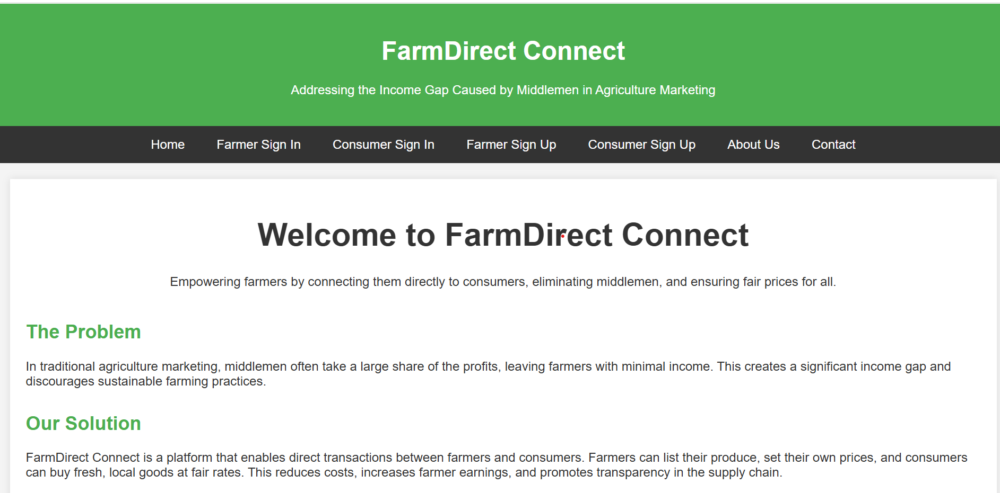 FarmDirect Connect
Addressing the Income Gap Caused by Middlemen in Agriculture Marketing
Home Farmer Sign In Consumer Sign In Farmer Sign Up Consumer Sign Up About Us Contact
Welcome to FarmDirect Connect
Empowering farmers by connecting them directly to consumers, eliminating middlemen, and ensuring fair prices for all.
The Problem
In traditional agriculture marketing, middlemen often take a large share of the profits, leaving farmers with minimal income. This creates a significant income gap and
discourages sustainable farming practices.
Our Solution
FarmDirect Connect is a platform that enables direct transactions between farmers and consumers. Farmers can list their produce, set their own prices, and consumers
can buy fresh, local goods at fair rates. This reduces costs, increases farmer earnings, and promotes transparency in the supply chain.